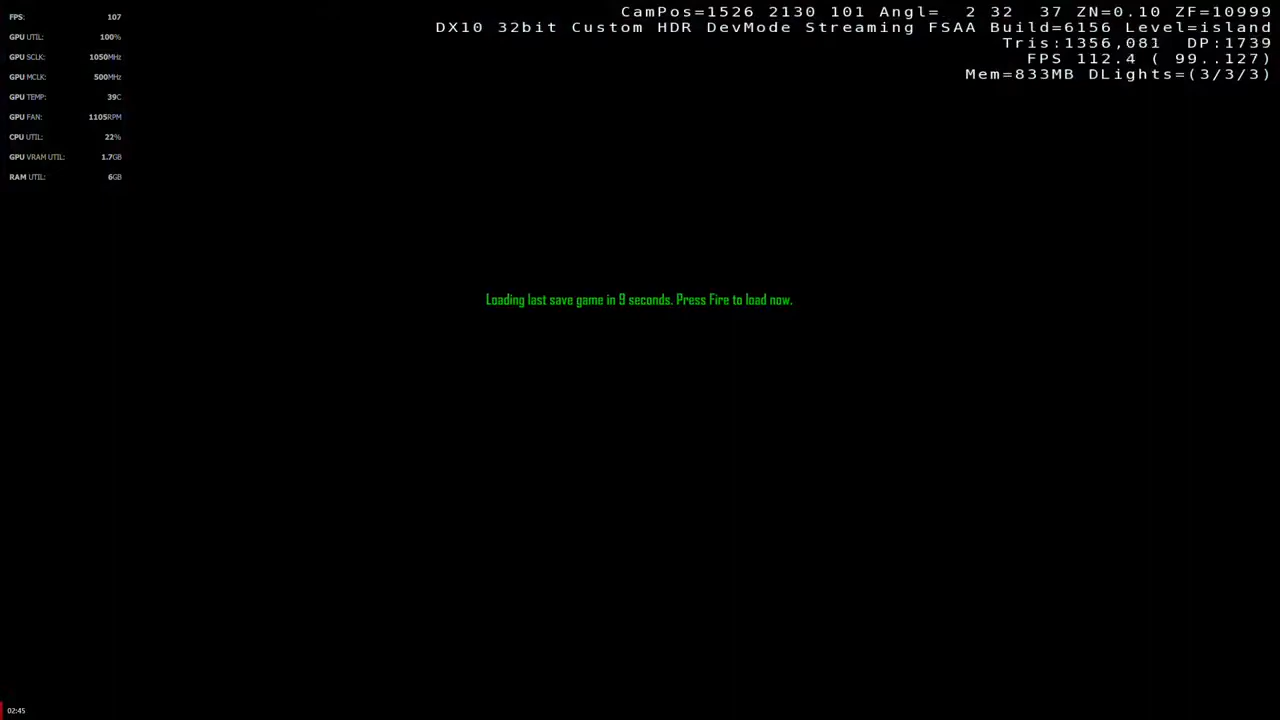 FPS: 107
GPU UTIL: 100%
GPU SCLK: 1050MHz
GPU MCLK: 500MHz
GPU TEMP: 39C
GPU FAN: 1105RPM
CPU UTIL: 22%
GPU VRAM UTIL: 1.7GB
RAM UTIL: 6GB
CamPos=1526 2130 101 Angl= 2 32 37 ZN=0.10 ZF=10999
DX10 32bit Custom HDR DevMode Streaming FSAA Build=6156 Level=island
Tris:1356,081 DP:1739
FPS 112.4 ( 99..127)
Mem=833MB DLights=(3/3/3)
Loading last save game in 9 seconds. Press Fire to load now.
02:45